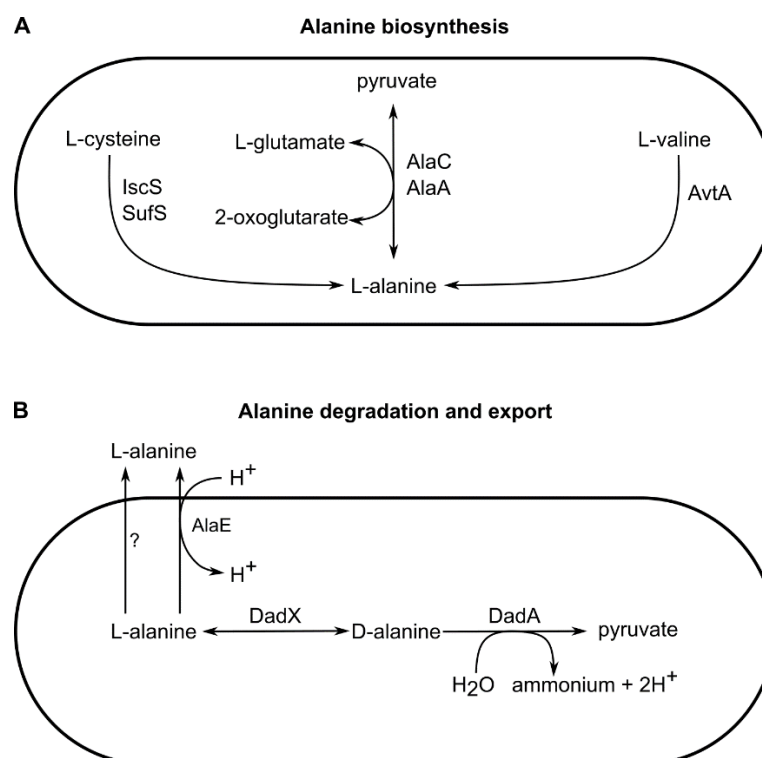 A
Alanine biosynthesis
pyruvate
L-cysteine
L-glutamate
L-valine
IscS
SufS
AlaC
AlaA
AvtA
2-oxoglutarate
L-alanine
B
Alanine degradation and export
L-alanine
H+
?
AlaE
H+
L-alanine
DadX
D-alanine
DadA
pyruvate
H2O
ammonium + 2H+